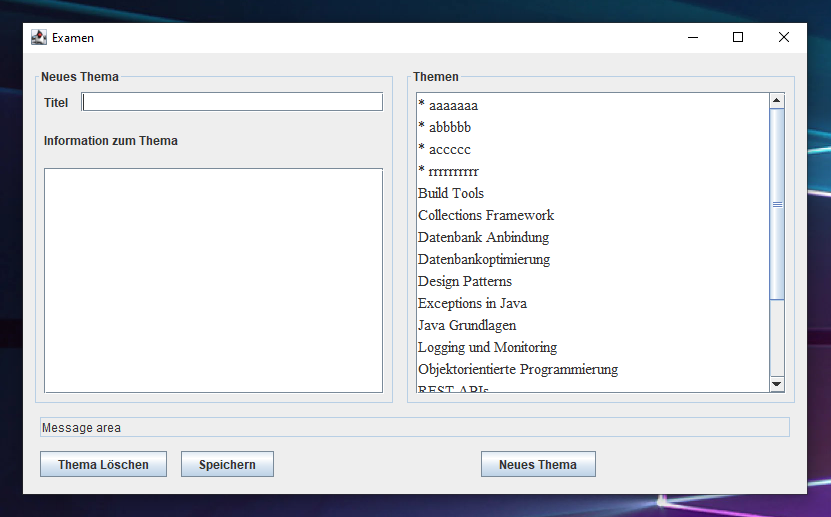 Examen
Neues Thema
Titel
Information zum Thema
Themen
* aaaaaaa
* abbbbb
* accccc
* rrrrrrrrrr
Build Tools
Collections Framework
Datenbank Anbindung
Datenbankoptimierung
Design Patterns
Exceptions in Java
Java Grundlagen
Logging und Monitoring
Objektorientierte Programmierung
REST APIs
Message area
Thema Löschen
Speichern
Neues Thema